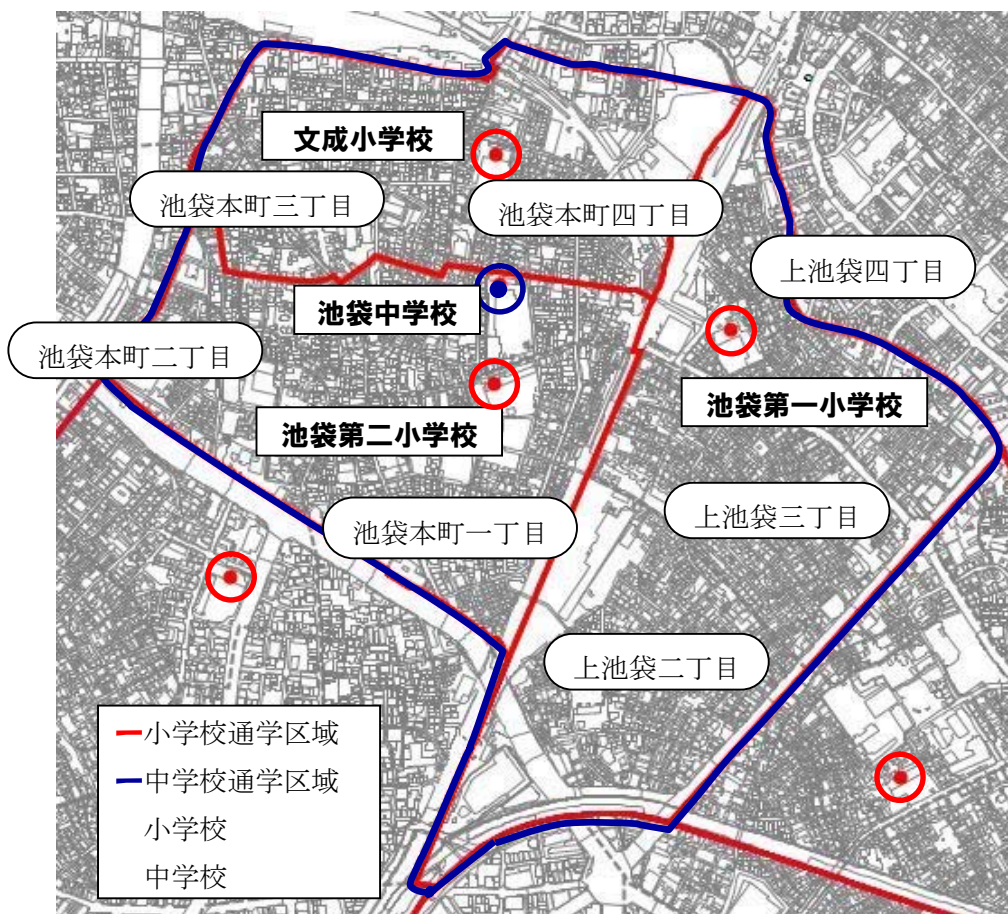 文成小学校
池袋本町三丁目
池袋本町四丁目
上池袋四丁目
池袋中学校
池袋本町二丁目
池袋第一小学校
池袋第二小学校
池袋本町一丁目
上池袋三丁目
上池袋二丁目
小学校通学区域
中学校通学区域
小学校
中学校